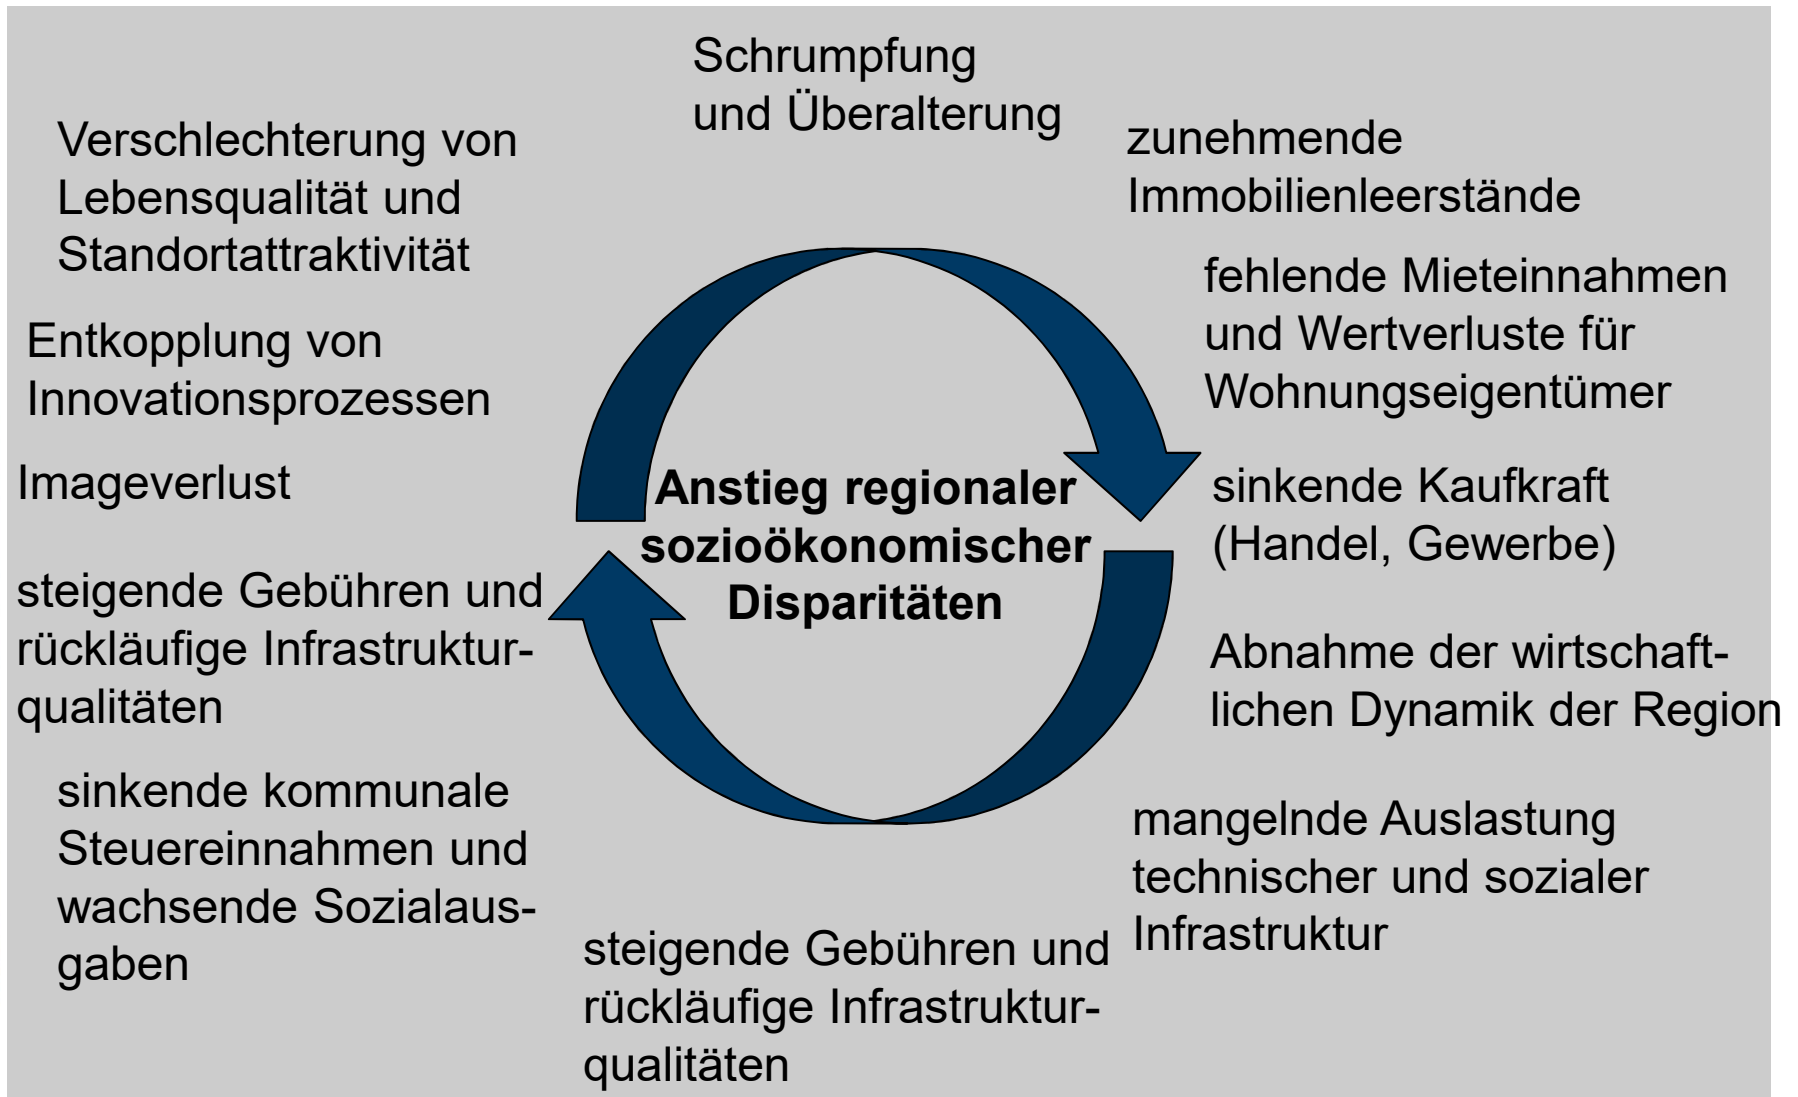 Schrumpfung
und Überalterung
zunehmende
Immobilienleerstände
fehlende Mieteinnahmen
und Wertverluste für
Wohnungseigentümer
sinkende Kaufkraft
(Handel, Gewerbe)
Abnahme der wirtschaft-
lichen Dynamik der Region
mangelnde Auslastung
technischer und sozialer
Infrastruktur
steigende Gebühren und
rückläufige Infrastruktur-
qualitäten
sinkende kommunale
Steuereinnahmen und
wachsende Sozialaus-
gaben
steigende Gebühren und
rückläufige Infrastruktur-
qualitäten
Imageverlust
Entkopplung von
Innovationsprozessen
Verschlechterung von
Lebensqualität und
Standortattraktivität
Anstieg regionaler
sozioökonomischer
Disparitäten